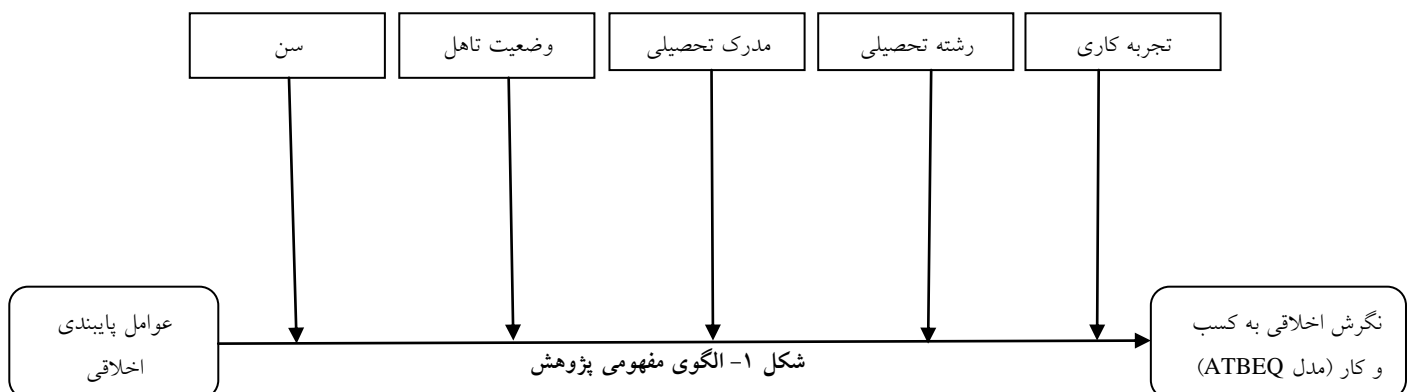 تجربه کاری
رشته تحصیلی
مدرک تحصیلی
وضعیت تاهل
سن
نگرش اخلاقی به کسب
و کار (مدل ATBEQ)
عوامل پایبندی
اخلاقی
شکل ۱- الگوی مفهومی پژوهش